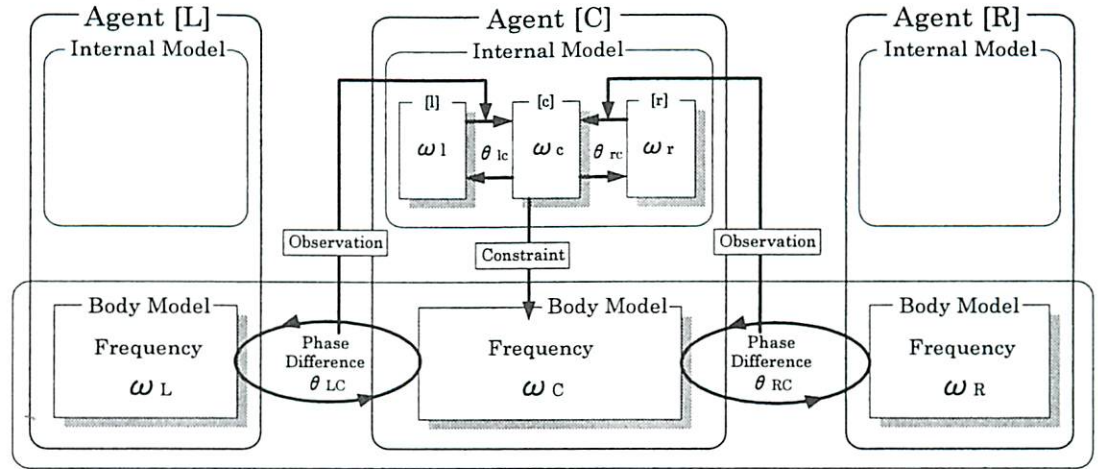 Agent [L]
Agent [C]
Agent [R]
Internal Model
Internal Model
Internal Model
[l]
[c]
[r]
ω l
θ lc
ω c
θ rc
ω r
Observation
Constraint
Observation
Body Model
Body Model
Body Model
Frequency
ω L
Phase
Difference
θ LC
Frequency
ω C
Phase
Difference
θ RC
Frequency
ω R